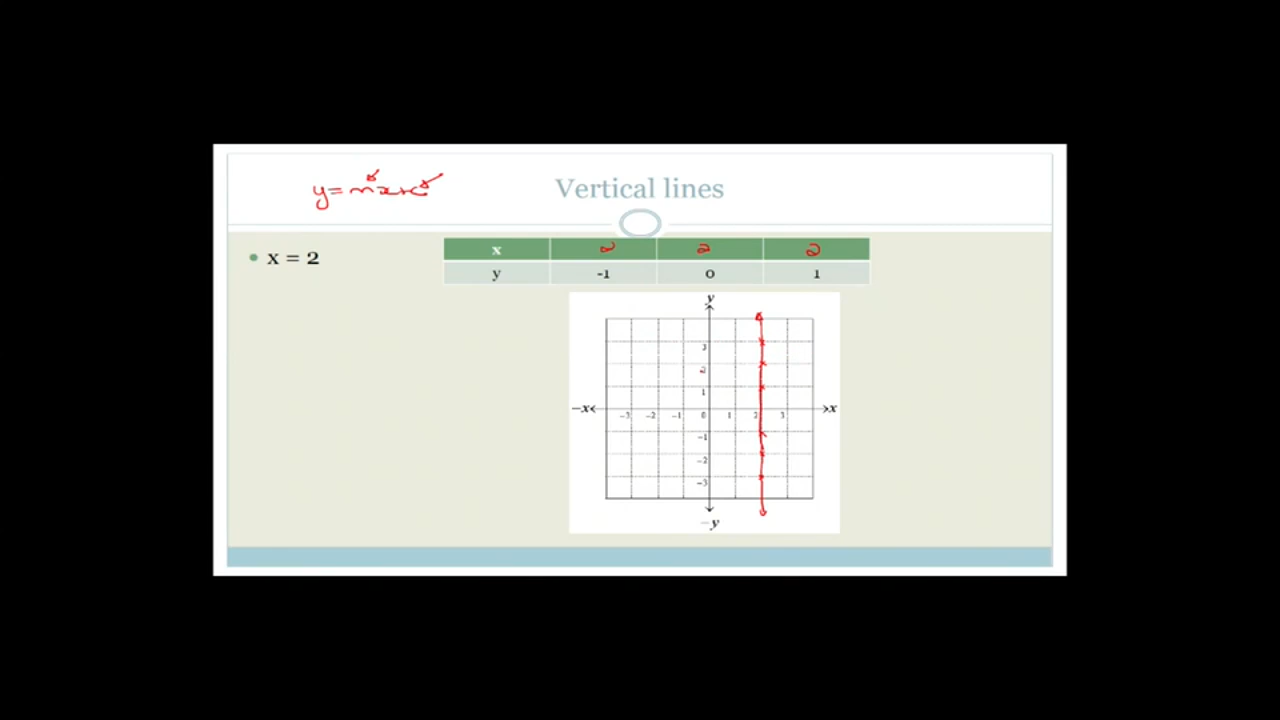 y = mx+c
Vertical lines
• x = 2
x 2 2 2
y -1 0 1
y
3
2
1
-x -3 -2 -1 0 1 2 3 x
-1
-2
-3
-y